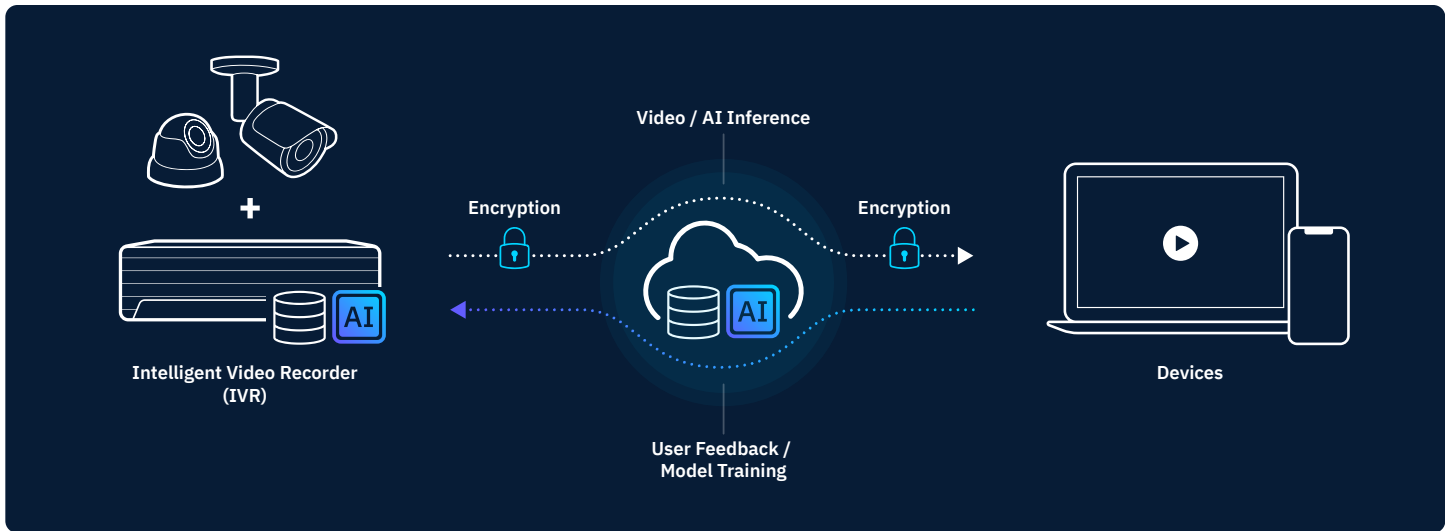 Video / AI Inference
Encryption
Encryption
AI
AI
Intelligent Video Recorder
(IVR)
Devices
User Feedback /
Model Training